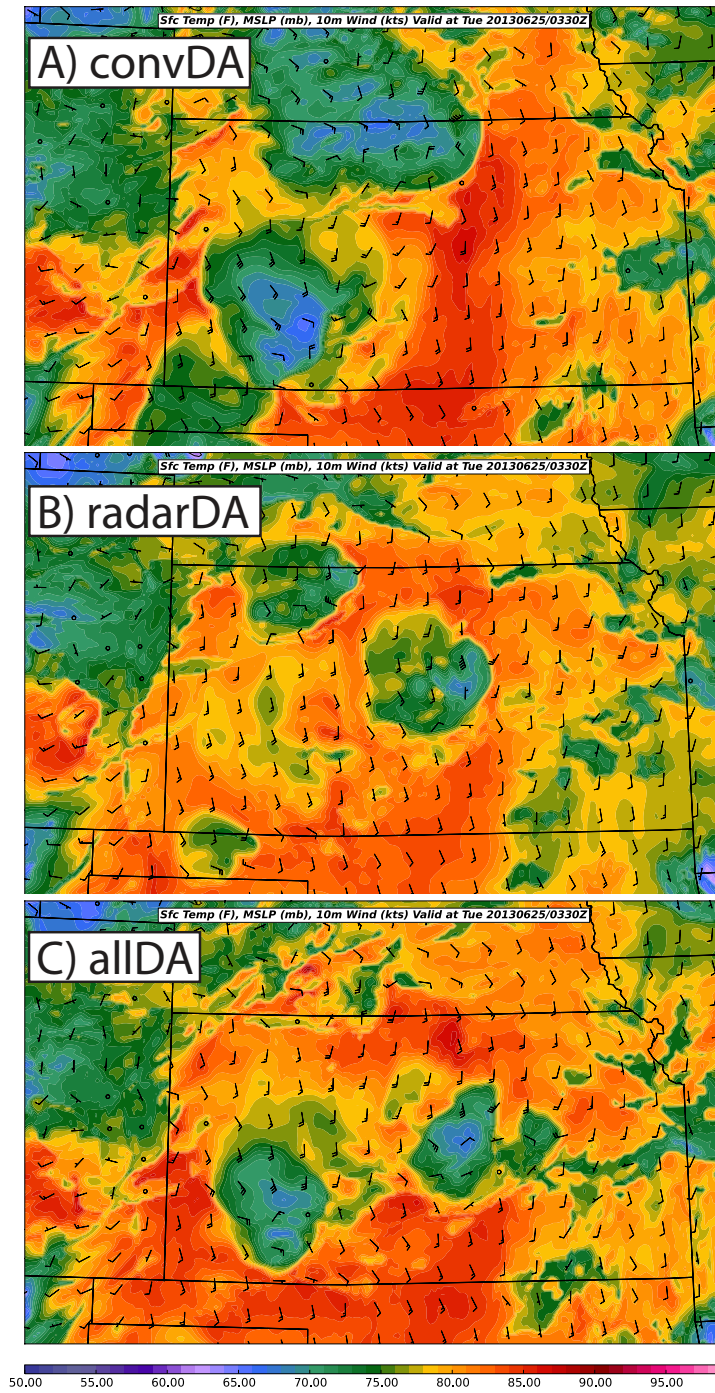 Sfc Temp (F), MSLP (mb), 10m Wind (kts) Valid at Tue 20130625/0330Z
A) convDA
Sfc Temp (F), MSLP (mb), 10m Wind (kts) Valid at Tue 20130625/0330Z
B) radarDA
Sfc Temp (F), MSLP (mb), 10m Wind (kts) Valid at Tue 20130625/0330Z
C) allDA
50.00 55.00 60.00 65.00 70.00 75.00 80.00 85.00 90.00 95.00